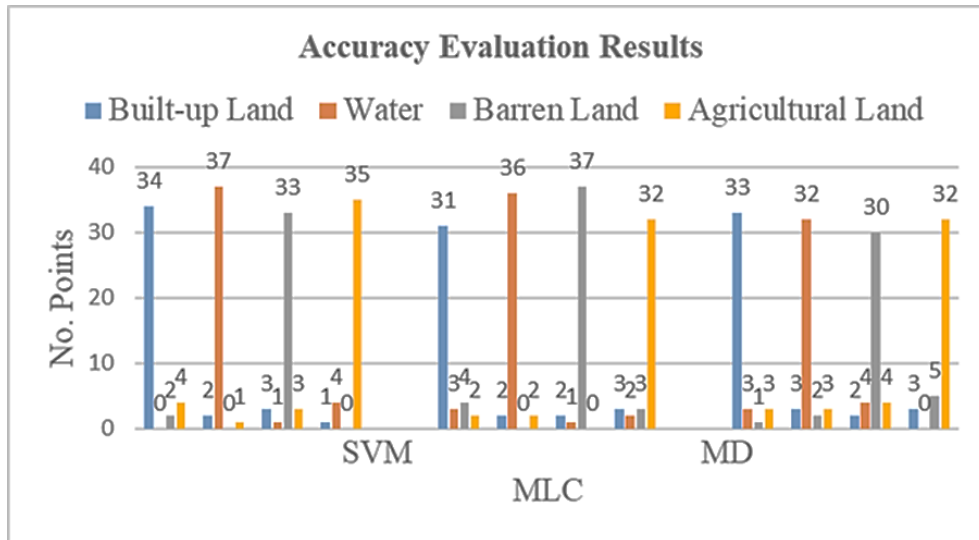 Accuracy Evaluation Results
Built-up Land Water Barren Land Agricultural Land
No. Points
40
30
20
10
0
34 0 2 4 2 37 0 1 3 1 33 3 1 4 0 35
31 3 4 2 2 36 0 2 2 1 37 0 3 2 3 32
33 3 1 3 3 32 2 3 2 4 30 4 3 0 5 32
SVM
MLC
MD